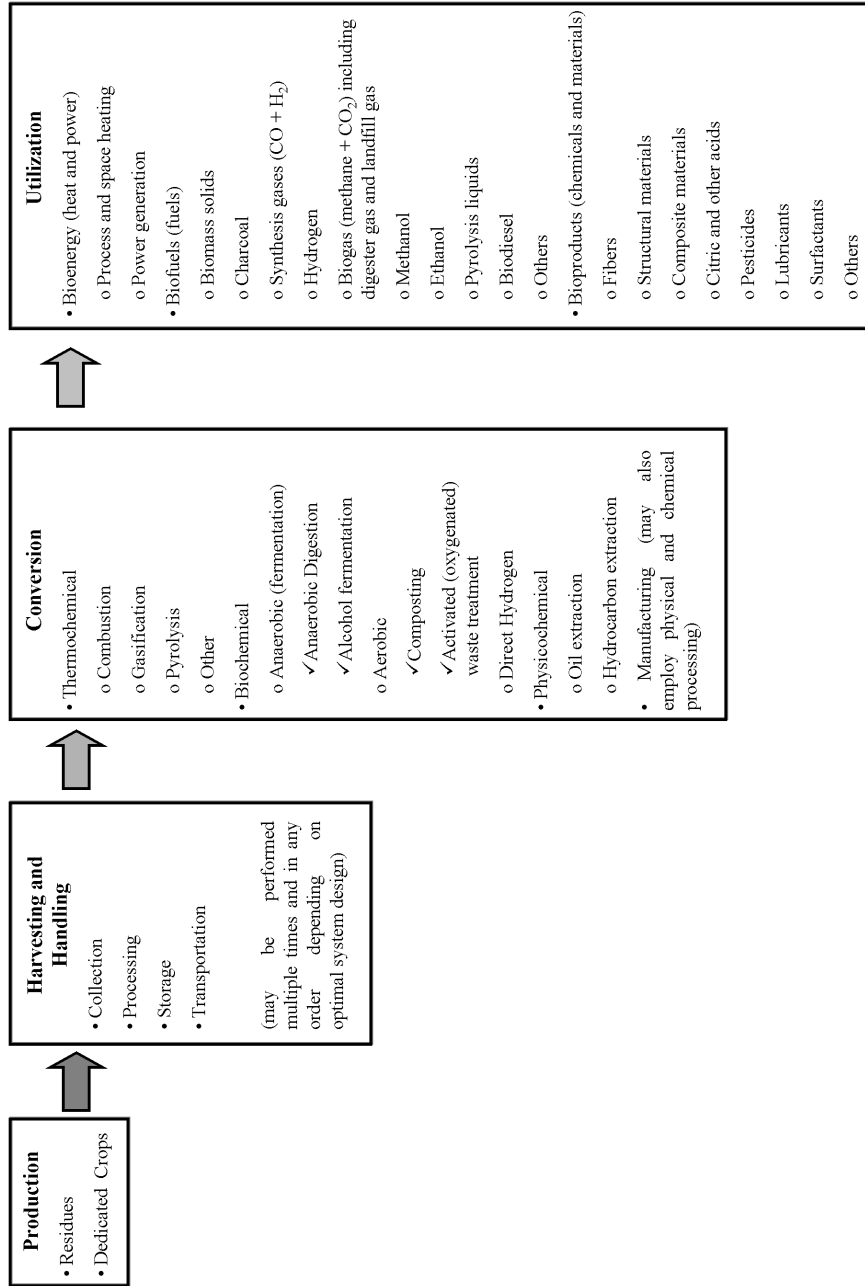 Production
• Residues
• Dedicated Crops
Harvesting and
Handling
• Collection
• Processing
• Storage
• Transportation
(may be performed
multiple times and in any
order depending on
optimal system design)
Conversion
• Thermochemical
o Combustion
o Gasification
o Pyrolysis
o Other
• Biochemical
o Anaerobic (fermentation)
✓Anaerobic Digestion
✓Alcohol fermentation
o Aerobic
✓Composting
✓Activated (oxygenated)
waste treatment
o Direct Hydrogen
• Physicochemical
o Oil extraction
o Hydrocarbon extraction
• Manufacturing (may also
employ physical and chemical
processing)
Utilization
• Bioenergy (heat and power)
o Process and space heating
o Power generation
• Biofuels (fuels)
o Biomass solids
o Charcoal
o Synthesis gases (CO + H₂)
o Hydrogen
o Biogas (methane + CO₂) including
digester gas and landfill gas
o Methanol
o Ethanol
o Pyrolysis liquids
o Biodiesel
o Others
• Bioproducts (chemicals and materials)
o Fibers
o Structural materials
o Composite materials
o Citric and other acids
o Pesticides
o Lubricants
o Surfactants
o Others